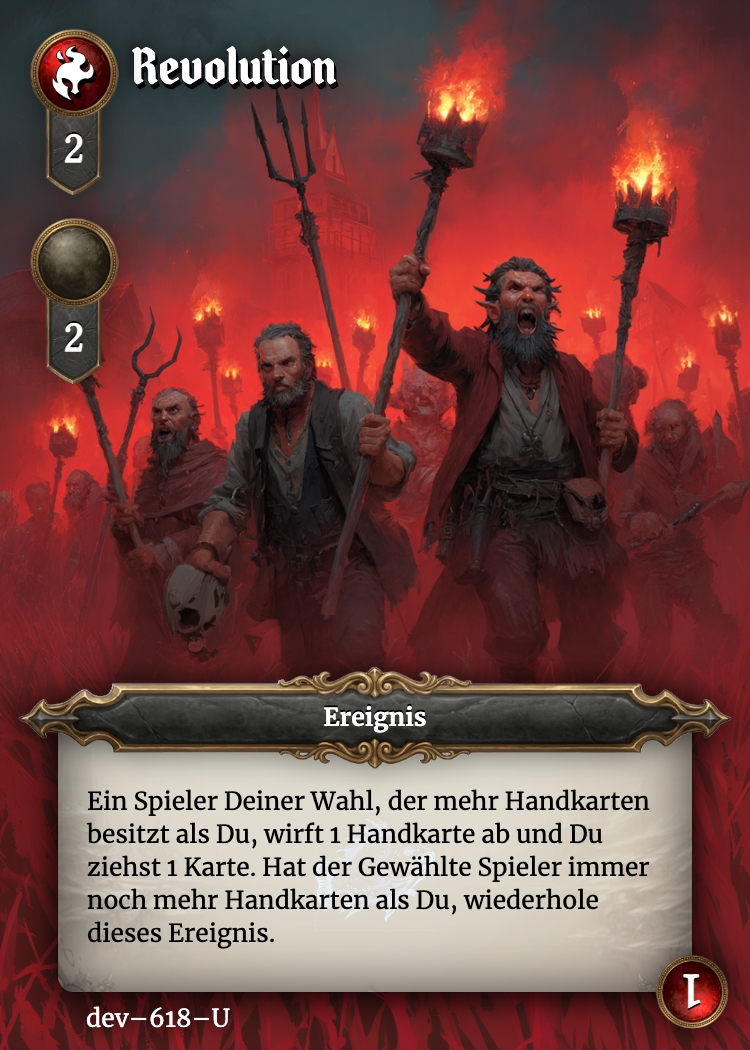 Revolution
2
2
Ereignis
Ein Spieler Deiner Wahl, der mehr Handkarten
besitzt als Du, wirft 1 Handkarte ab und Du
ziehst 1 Karte. Hat der Gewählte Spieler immer
noch mehr Handkarten als Du, wiederhole
dieses Ereignis.
1
dev–618–U